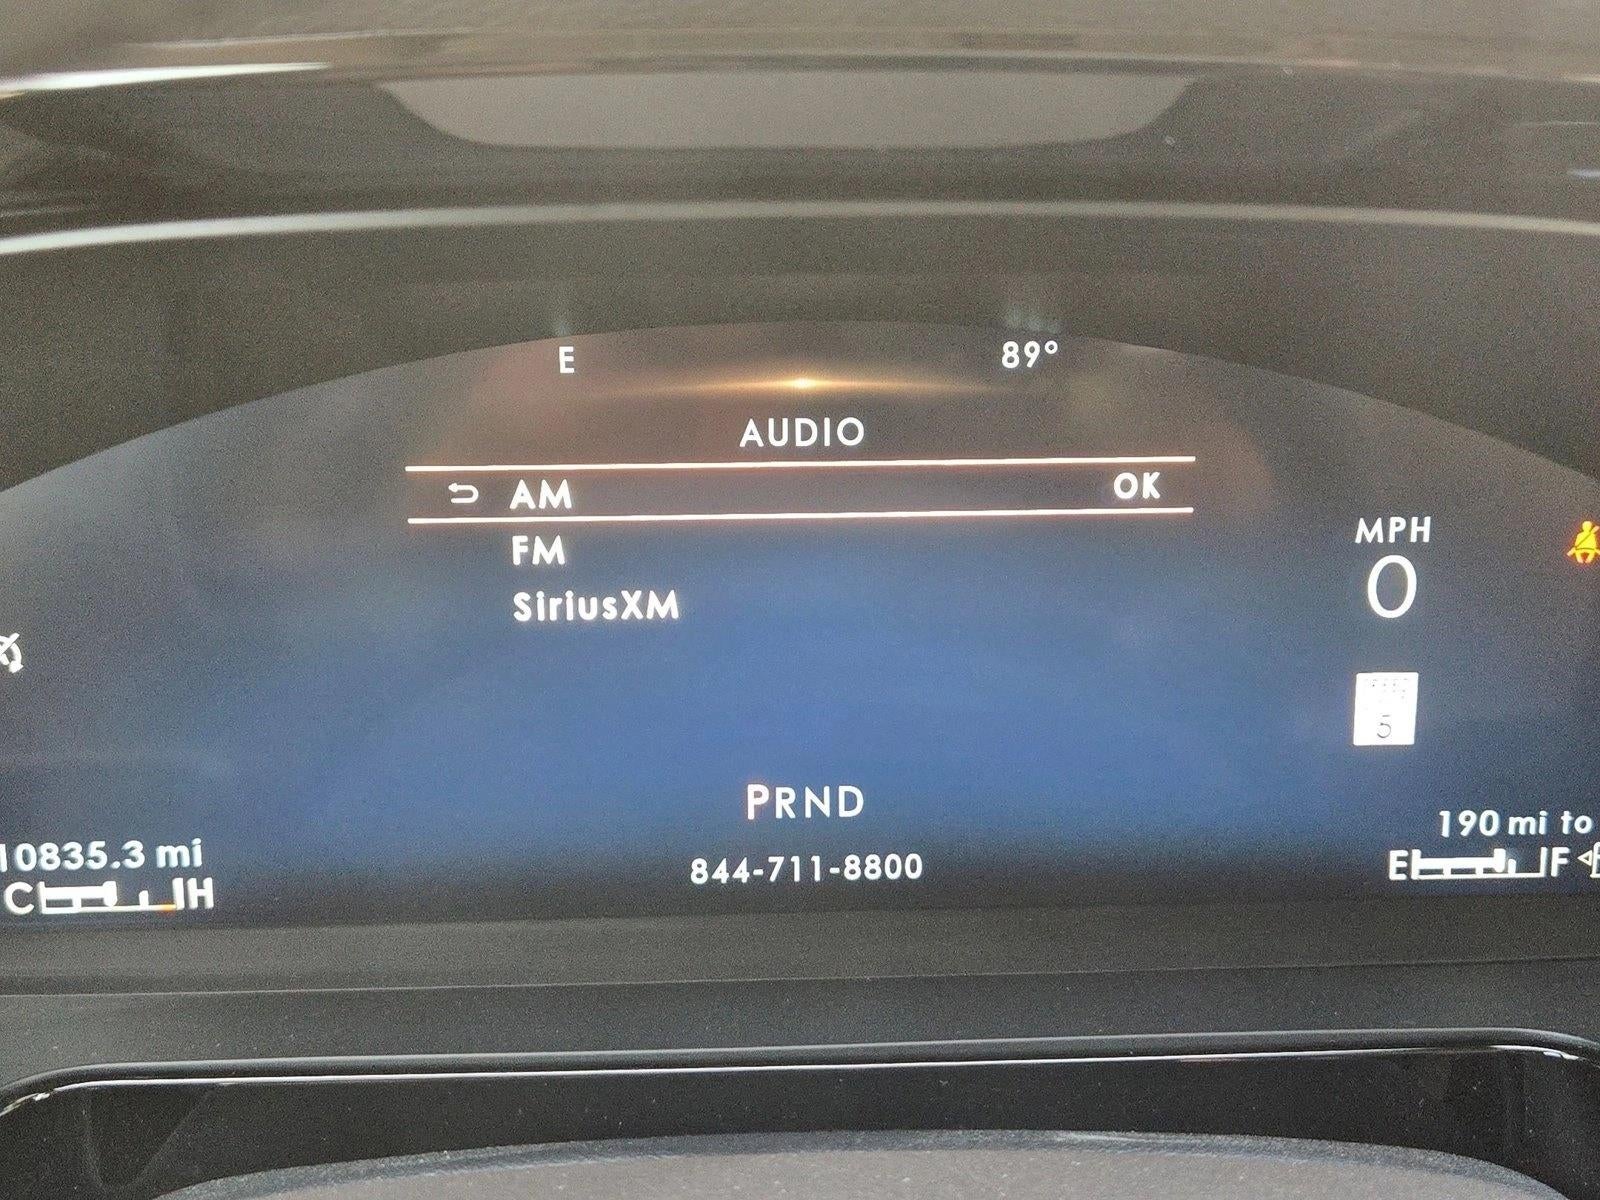 E 89°
AUDIO
AM OK
FM
SiriusXM
MPH
0
5
PRND
190 mi to
10835.3 mi
844-711-8800
E F
C H